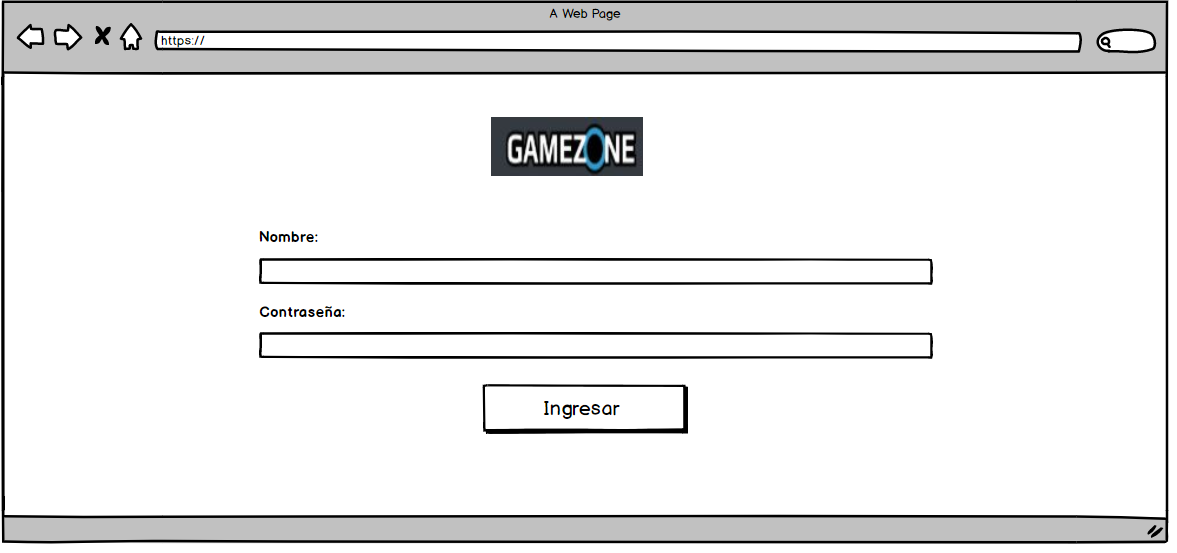 A Web Page
https://
GAMEZONE
Nombre:
Contraseña:
Ingresar